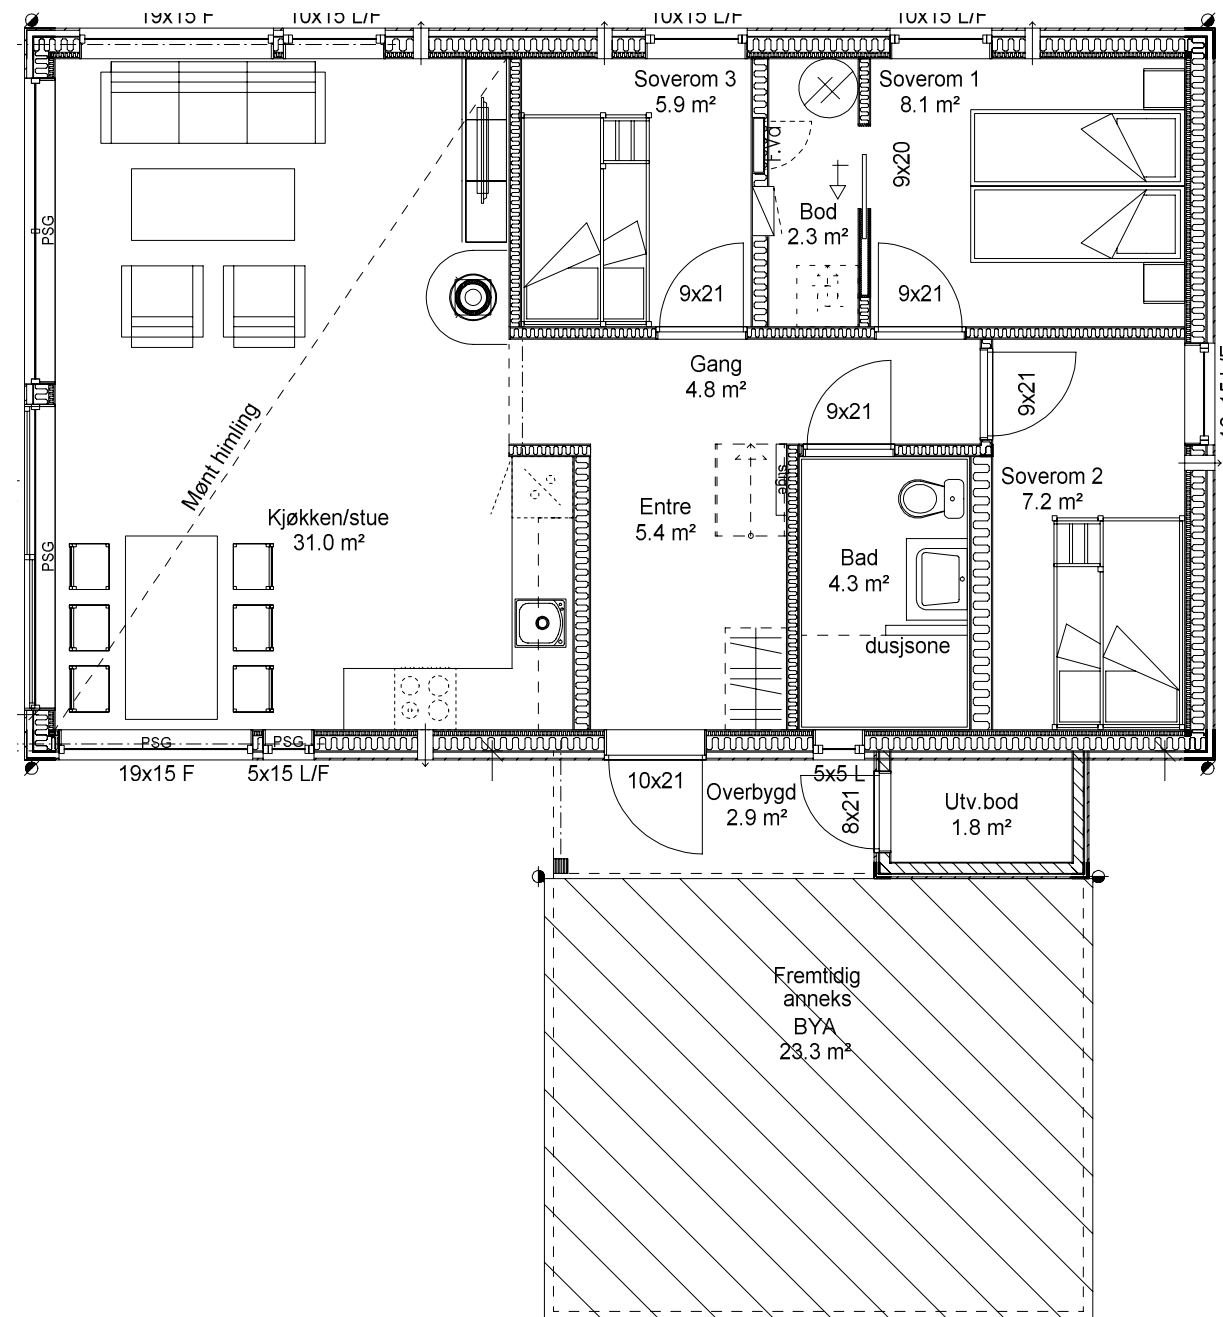 19x15 F
10x15 L/F
10x15 L/F
10x15 L/F
Soverom 3
5.9 m²
Soverom 1
8.1 m²
9x20
PSG
Bod
2.3 m²
9x21
9x21
Gang
4.8 m²
9x21
9x21
Mønt himling
Soverom 2
7.2 m²
Kjøkken/stue
31.0 m²
Entre
5.4 m²
stige
PSG
Bad
4.3 m²
dusjsone
PSG
PSG
19x15 F
5x15 L/F
10x21
Overbygd
2.9 m²
5x5 L
8x21
Utv.bod
1.8 m²
Fremtidig
anneks
BYA
23.3 m²